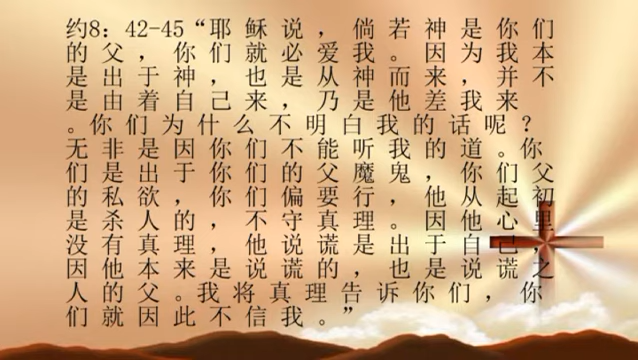 约8：42-45“耶稣说，倘若神是你们
的父，你们就必爱我。因为我本
是出于神，也是从神而来，并不
是由着自己来，乃是他差我来
。你们为什么不明白我的话呢？
无非是因你们不能听我的道。你
们是出于你们的父魔鬼，你们父
的私欲，你们偏要行，他从起初
是杀人的，不守真理。因他心里
没有真理，他说谎是出于自己，
因他本来是说谎的，也是说谎之
人的父。我将真理告诉你们，你
们就因此不信我。”